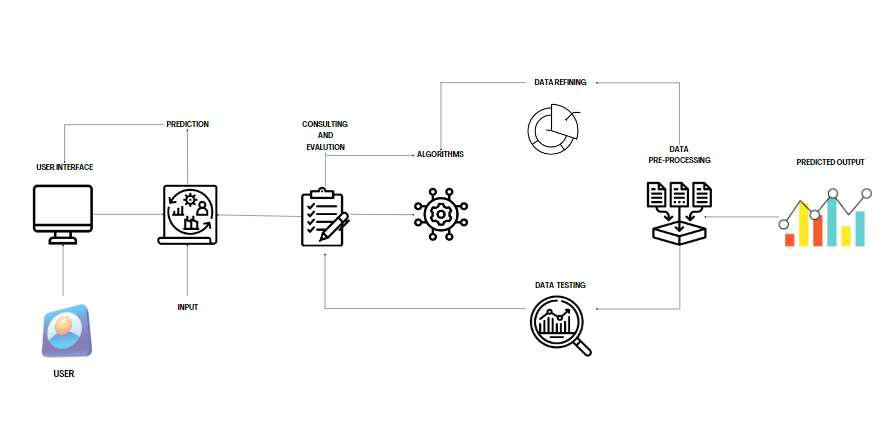 DATA REFINING
PREDICTION
CONSULTING
AND
EVALUTION
ALGORITHMS
DATA
PRE-PROCESSING
PREDICTED OUTPUT
USER INTERFACE
DATA TESTING
INPUT
USER